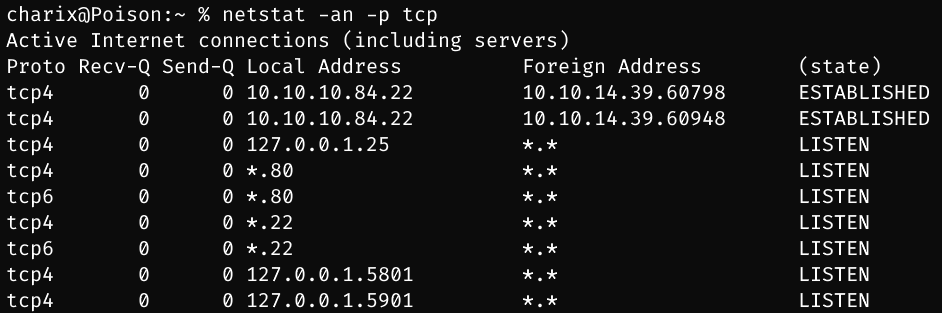 charix@Poison:~ % netstat -an -p tcp
Active Internet connections (including servers)
Proto Recv-Q Send-Q Local Address          Foreign Address        (state)
tcp4       0      0 10.10.10.84.22         10.10.14.39.60798      ESTABLISHED
tcp4       0      0 10.10.10.84.22         10.10.14.39.60948      ESTABLISHED
tcp4       0      0 127.0.0.1.25           *.*                    LISTEN
tcp4       0      0 *.80                   *.*                    LISTEN
tcp6       0      0 *.80                   *.*                    LISTEN
tcp4       0      0 *.22                   *.*                    LISTEN
tcp6       0      0 *.22                   *.*                    LISTEN
tcp4       0      0 127.0.0.1.5801         *.*                    LISTEN
tcp4       0      0 127.0.0.1.5901         *.*                    LISTEN